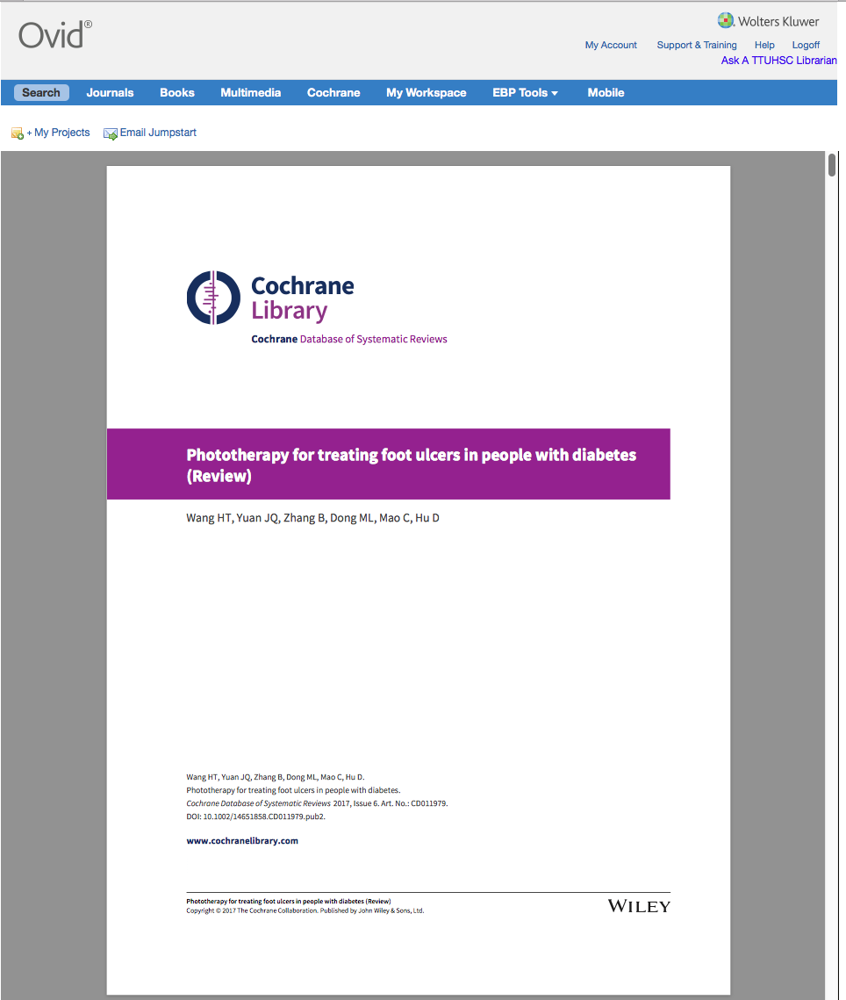 Ovid®
Wolters Kluwer
My Account Support & Training Help Logoff
Ask A TTUHSC Librarian
Search Journals Books Multimedia Cochrane My Workspace EBP Tools Mobile
+ My Projects Email Jumpstart
Cochrane
Library
Cochrane Database of Systematic Reviews
Phototherapy for treating foot ulcers in people with diabetes
(Review)
Wang HT, Yuan JQ, Zhang B, Dong ML, Mao C, Hu D
Wang HT, Yuan JQ, Zhang B, Dong ML, Mao C, Hu D.
Phototherapy for treating foot ulcers in people with diabetes.
Cochrane Database of Systematic Reviews 2017, Issue 6. Art. No.: CD011979.
DOI: 10.1002/14651858.CD011979.pub2.
www.cochranelibrary.com
Phototherapy for treating foot ulcers in people with diabetes (Review)
Copyright © 2017 The Cochrane Collaboration. Published by John Wiley & Sons, Ltd.
WILEY